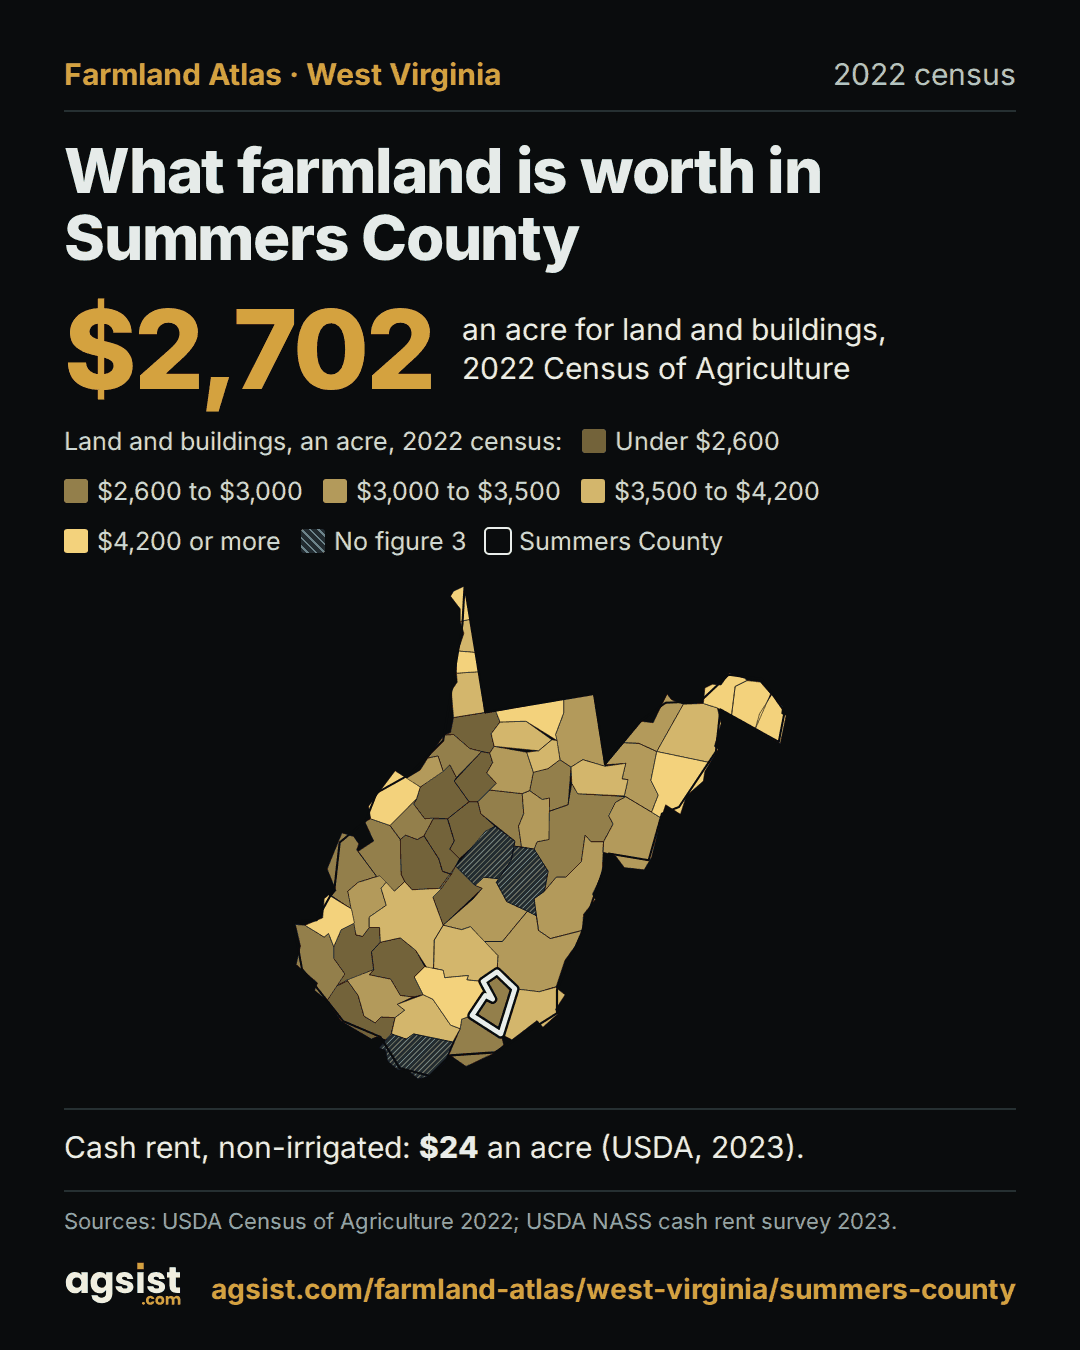 Farmland Atlas · West Virginia
2022 census
What farmland is worth in
Summers County
$2,702
an acre for land and buildings,
2022 Census of Agriculture
Land and buildings, an acre, 2022 census: Under $2,600
$2,600 to $3,000 $3,000 to $3,500 $3,500 to $4,200
$4,200 or more No figure 3 Summers County
Cash rent, non-irrigated: $24 an acre (USDA, 2023).
Sources: USDA Census of Agriculture 2022; USDA NASS cash rent survey 2023.
agsist
.com
agsist.com/farmland-atlas/west-virginia/summers-county